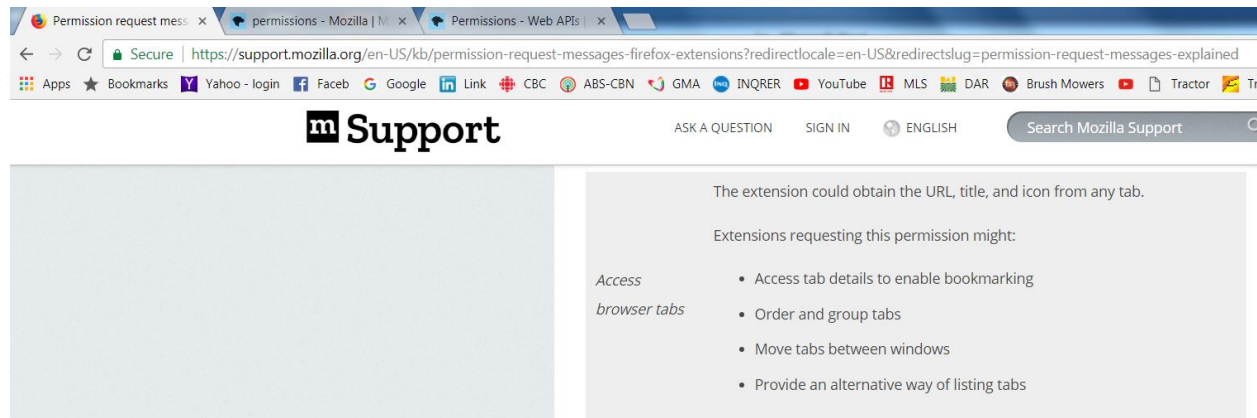 Permission request mess
permissions - Mozilla | M
Permissions - Web APIs |
Secure | https://support.mozilla.org/en-US/kb/permission-request-messages-firefox-extensions?redirectlocale=en-US&redirectslug=permission-request-messages-explained
Apps Bookmarks Yahoo - login Faceb Google Link CBC ABS-CBN GMA INQRER YouTube MLS DAR Brush Mowers Tractor
m Support
ASK A QUESTION SIGN IN ENGLISH Search Mozilla Support
The extension could obtain the URL, title, and icon from any tab.
Extensions requesting this permission might:
Access
browser tabs
• Access tab details to enable bookmarking
• Order and group tabs
• Move tabs between windows
• Provide an alternative way of listing tabs